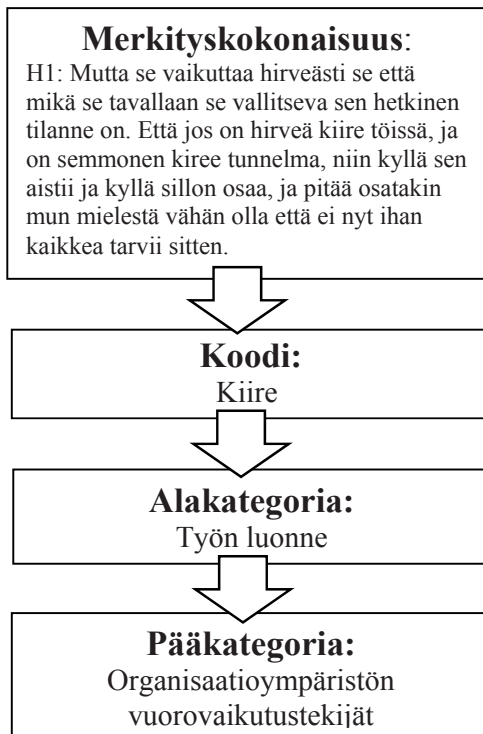 Merkityskokonaisuus:
H1: Mutta se vaikuttaa hirveästi se että
mikä se tavallaan se vallitseva sen hetkinen
tilanne on. Että jos on hirveä kiire töissä, ja
on semmonen kiree tunnelma, niin kyllä sen
aistii ja kyllä sillon osaa, ja pitää osatakin
mun mielestä vähän olla että ei nyt ihan
kaikkea tarvii sitten.
Koodi:
Kiire
Alakategoria:
Työn luonne
Pääkategoria:
Organisaatioympäristön
vuorovaikutustekijät